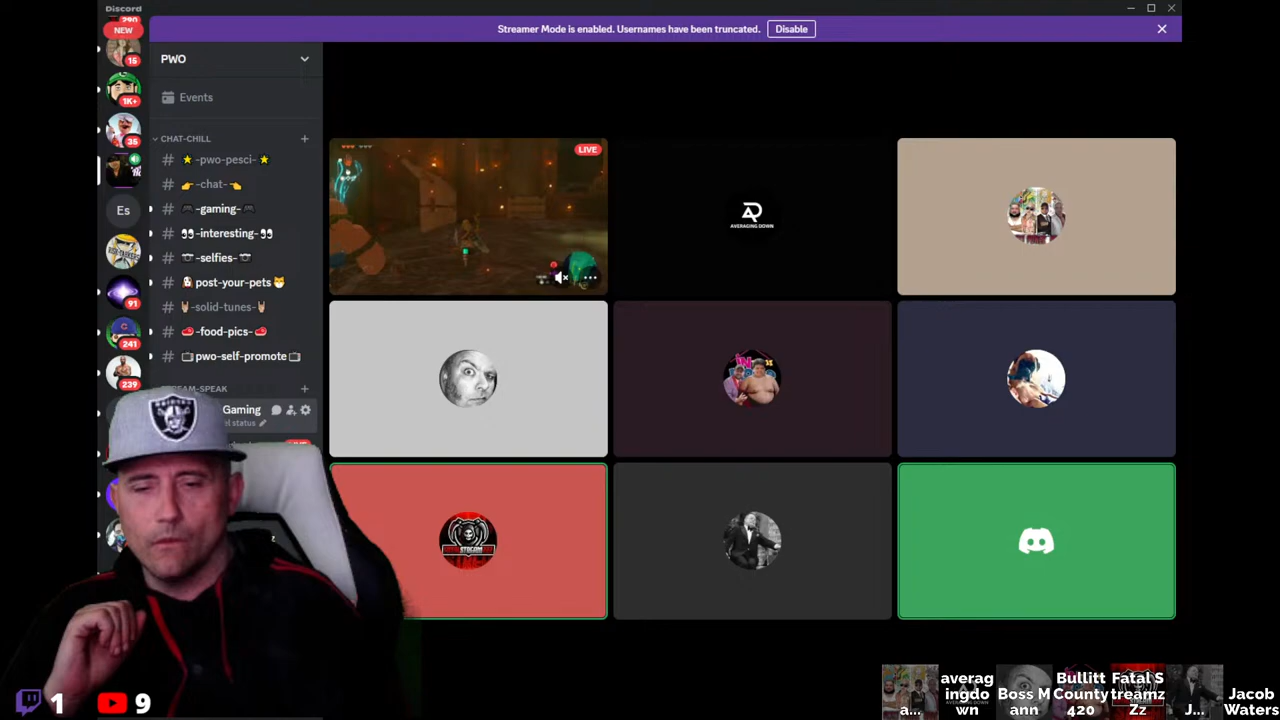 Discord
Streamer Mode is enabled. Usernames have been truncated.
Disable
290
NEW
15
1K+
35
Es
91
241
239
PWO
Events
CHAT-CHILL
# ⭐-pwo-pesci-⭐
# 👉-chat-👈
# 🎮-gaming-🎮
# 👀-interesting-👀
# -selfies-
# post-your-pets
# -solid-tunes-
# 🥩-food-pics-🥩
# 📺pwo-self-promote📺
Gaming
LIVE
AVERAGING DOWN
1
9
a...
averag
ingdo
wn
Boss M
ann
Bullitt
County
420
Fatal S
treamz
Zz
J...
Jacob
Waters